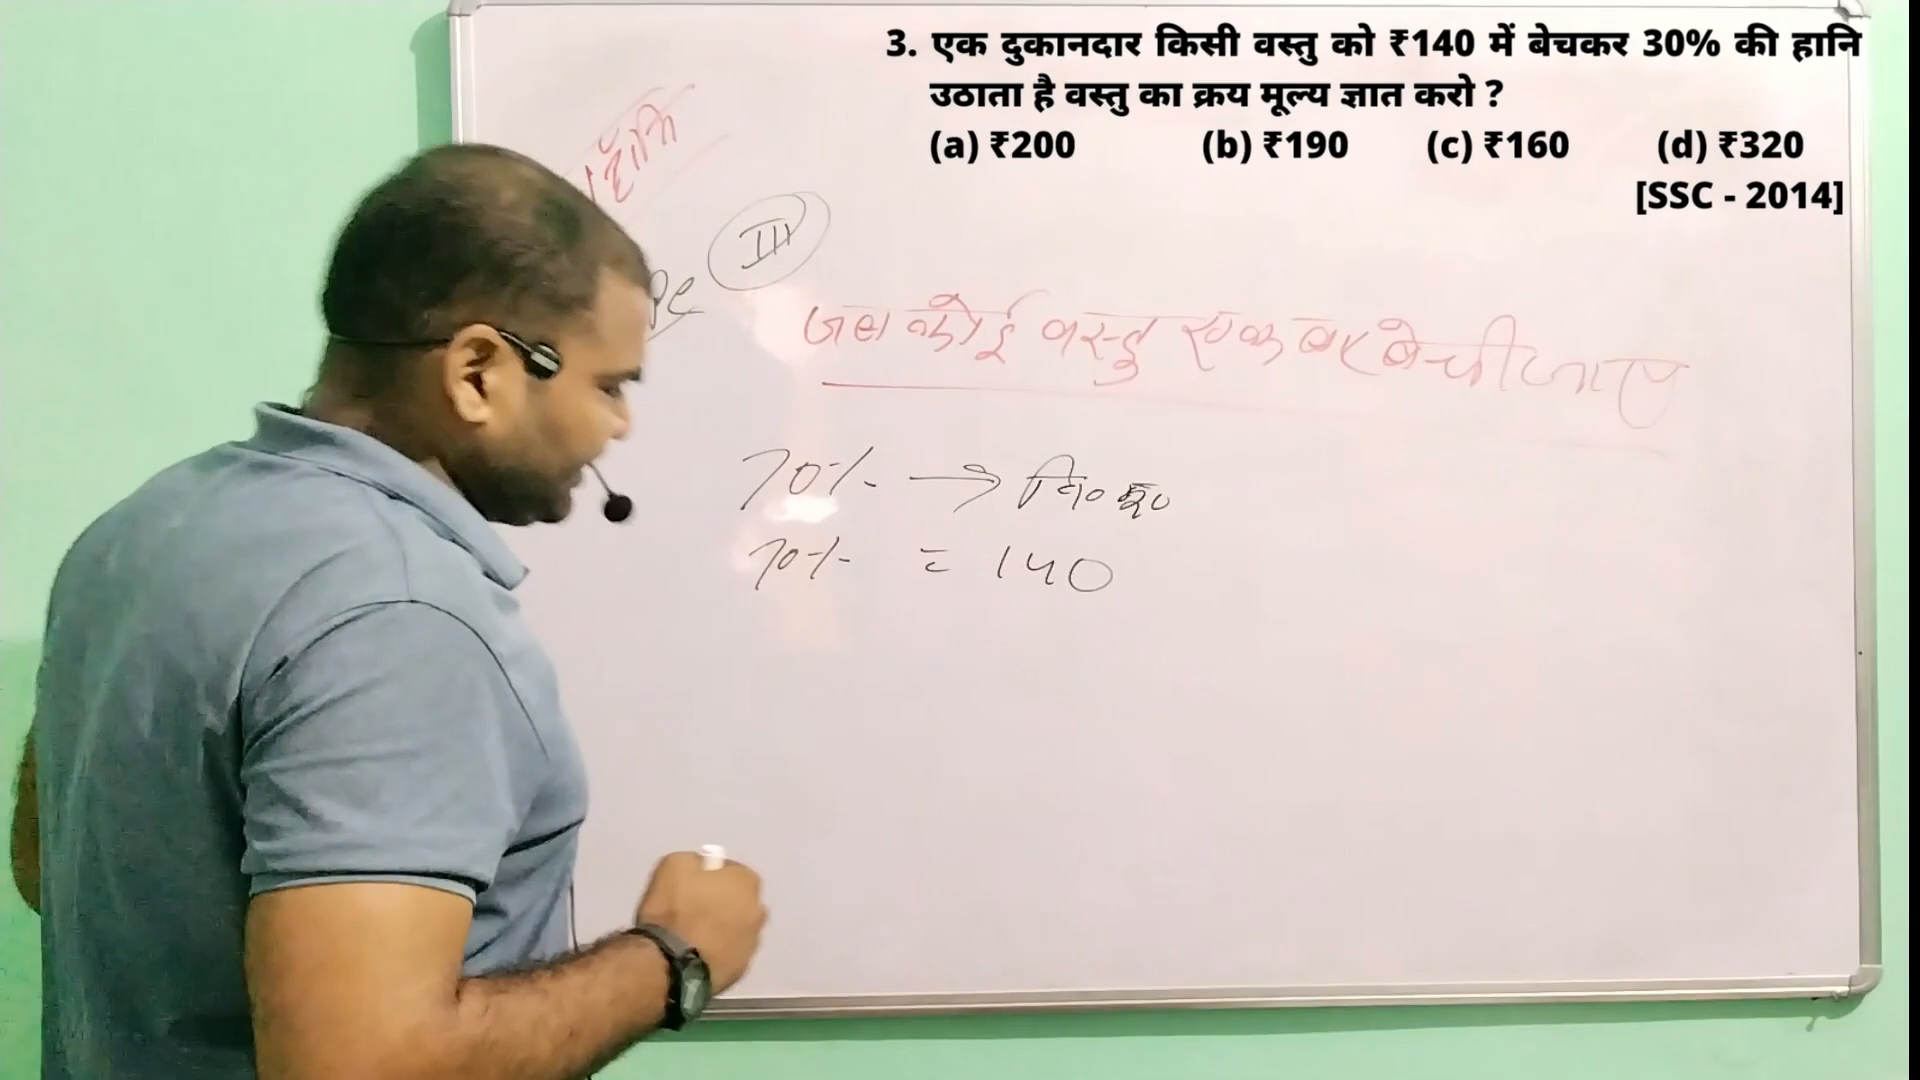 3. एक दुकानदार किसी वस्तु को ₹140 में बेचकर 30% की हानि
उठाता है वस्तु का क्रय मूल्य ज्ञात करो ?
(a) ₹200 (b) ₹190 (c) ₹160 (d) ₹320
[SSC - 2014]
हानि
pe III
जब कोई वस्तु एक बार बेची जाए
70% → वि० मू०
70% = 140